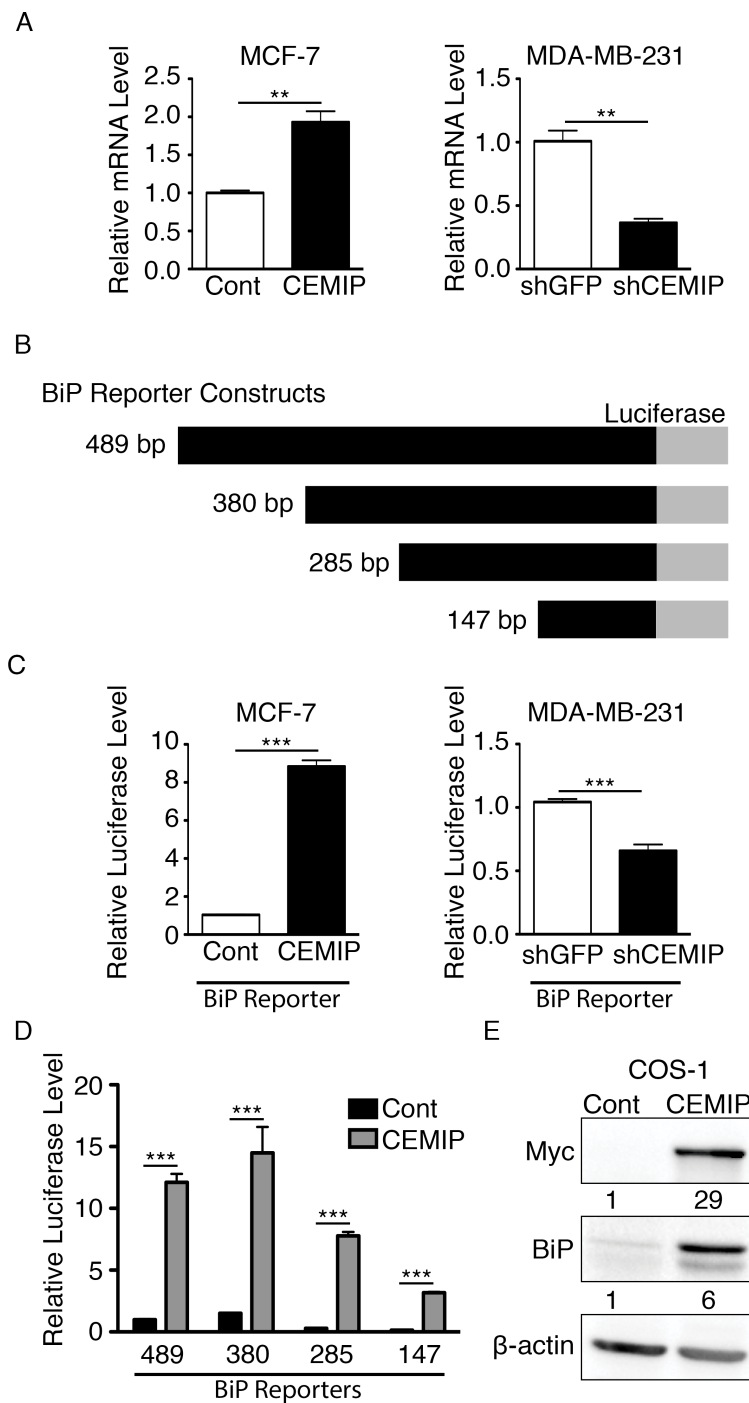 A
MCF-7
Relative mRNA Level
2.5
2.0
1.5
1.0
0.5
0.0
**
Cont CEMIP
MDA-MB-231
Relative mRNA Level
1.5
1.0
0.5
0.0
**
shGFP shCEMIP
B
BiP Reporter Constructs
Luciferase
489 bp
380 bp
285 bp
147 bp
C
MCF-7
Relative Luciferase Level
10
8
6
4
2
0
***
Cont CEMIP
BiP Reporter
MDA-MB-231
Relative Luciferase Level
1.5
1.0
0.5
0.0
***
shGFP shCEMIP
BiP Reporter
D
Relative Luciferase Level
20
15
10
5
0
***
***
***
***
Cont
CEMIP
489 380 285 147
BiP Reporters
E
COS-1
Cont CEMIP
Myc
1 29
BiP
1 6
β-actin